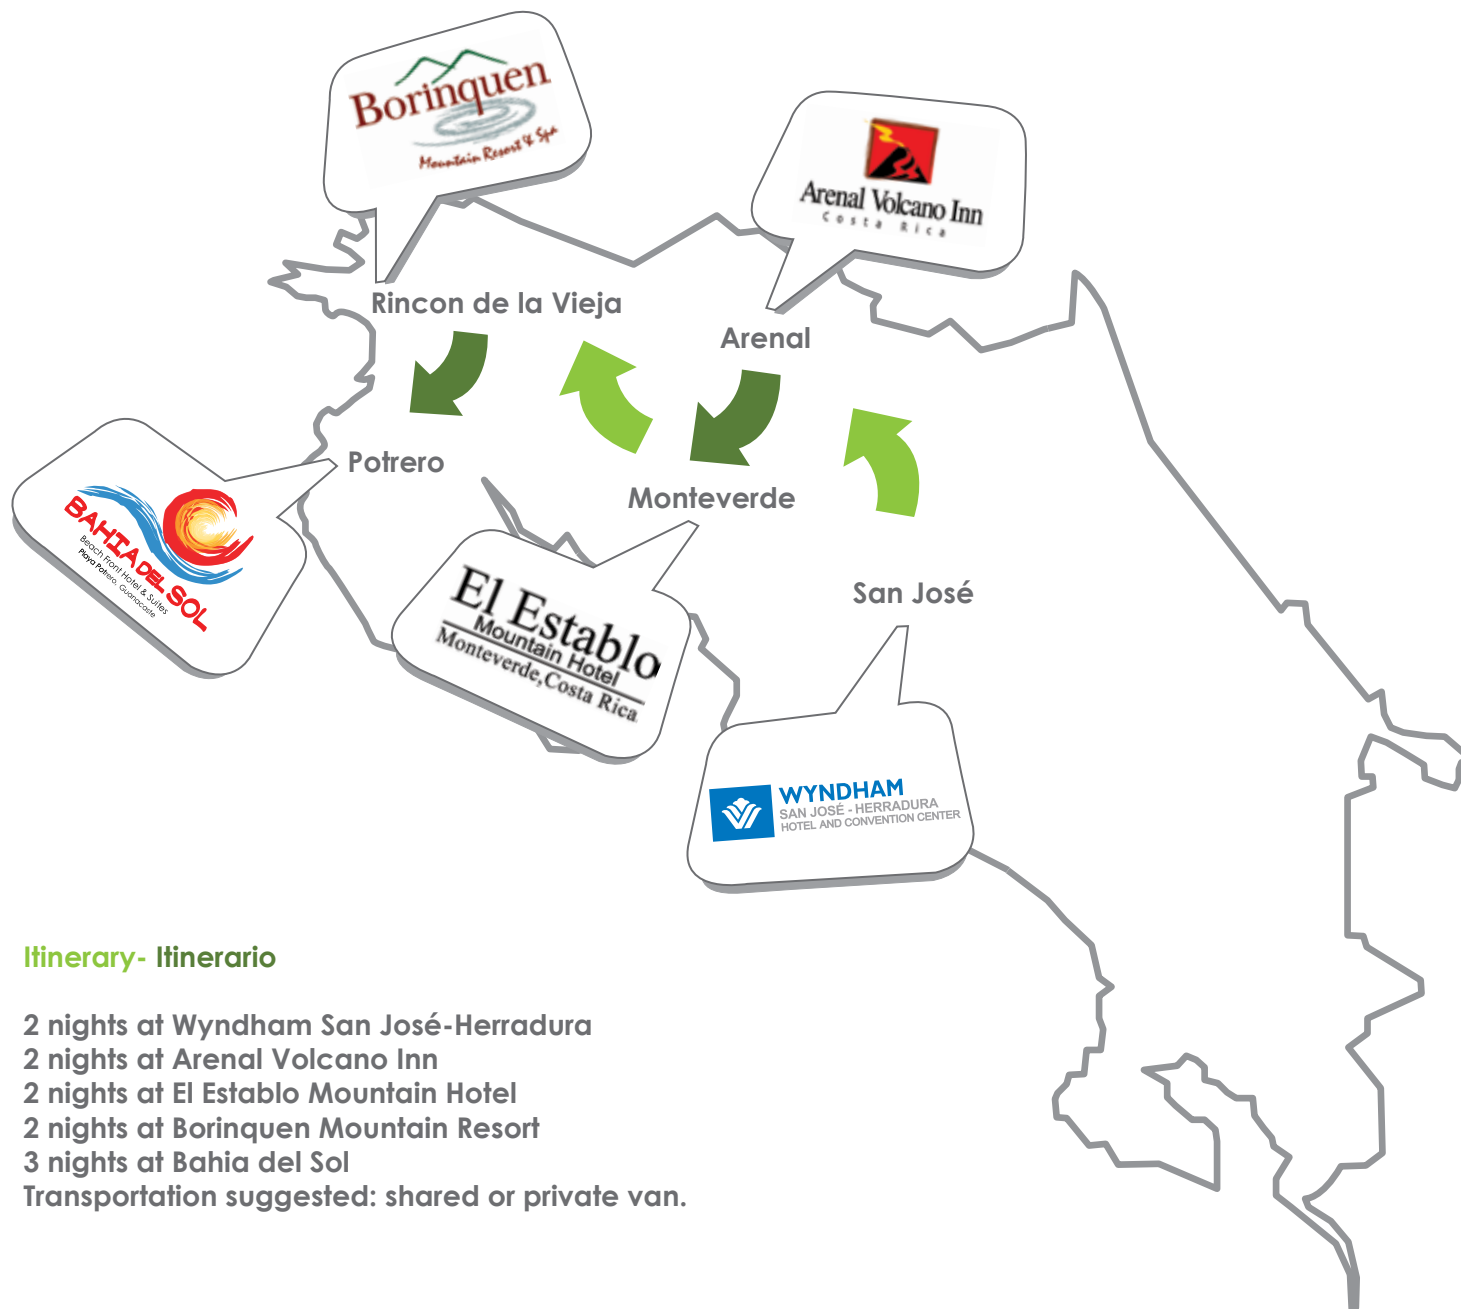 Borinquen
Mountain Resort & Spa
Arenal Volcano Inn
Costa Rica
Rincon de la Vieja
Arenal
Potrero
Monteverde
BAHIA DEL SOL
Beach Front Hotel & Suites
Playa Potrero, Guanacaste
El Establo
Mountain Hotel
Monteverde, Costa Rica
San José
WYNDHAM
SAN JOSÉ - HERRADURA
HOTEL AND CONVENTION CENTER
Itinerary- Itinerario
2 nights at Wyndham San José-Herradura
2 nights at Arenal Volcano Inn
2 nights at El Establo Mountain Hotel
2 nights at Borinquen Mountain Resort
3 nights at Bahia del Sol
Transportation suggested: shared or private van.